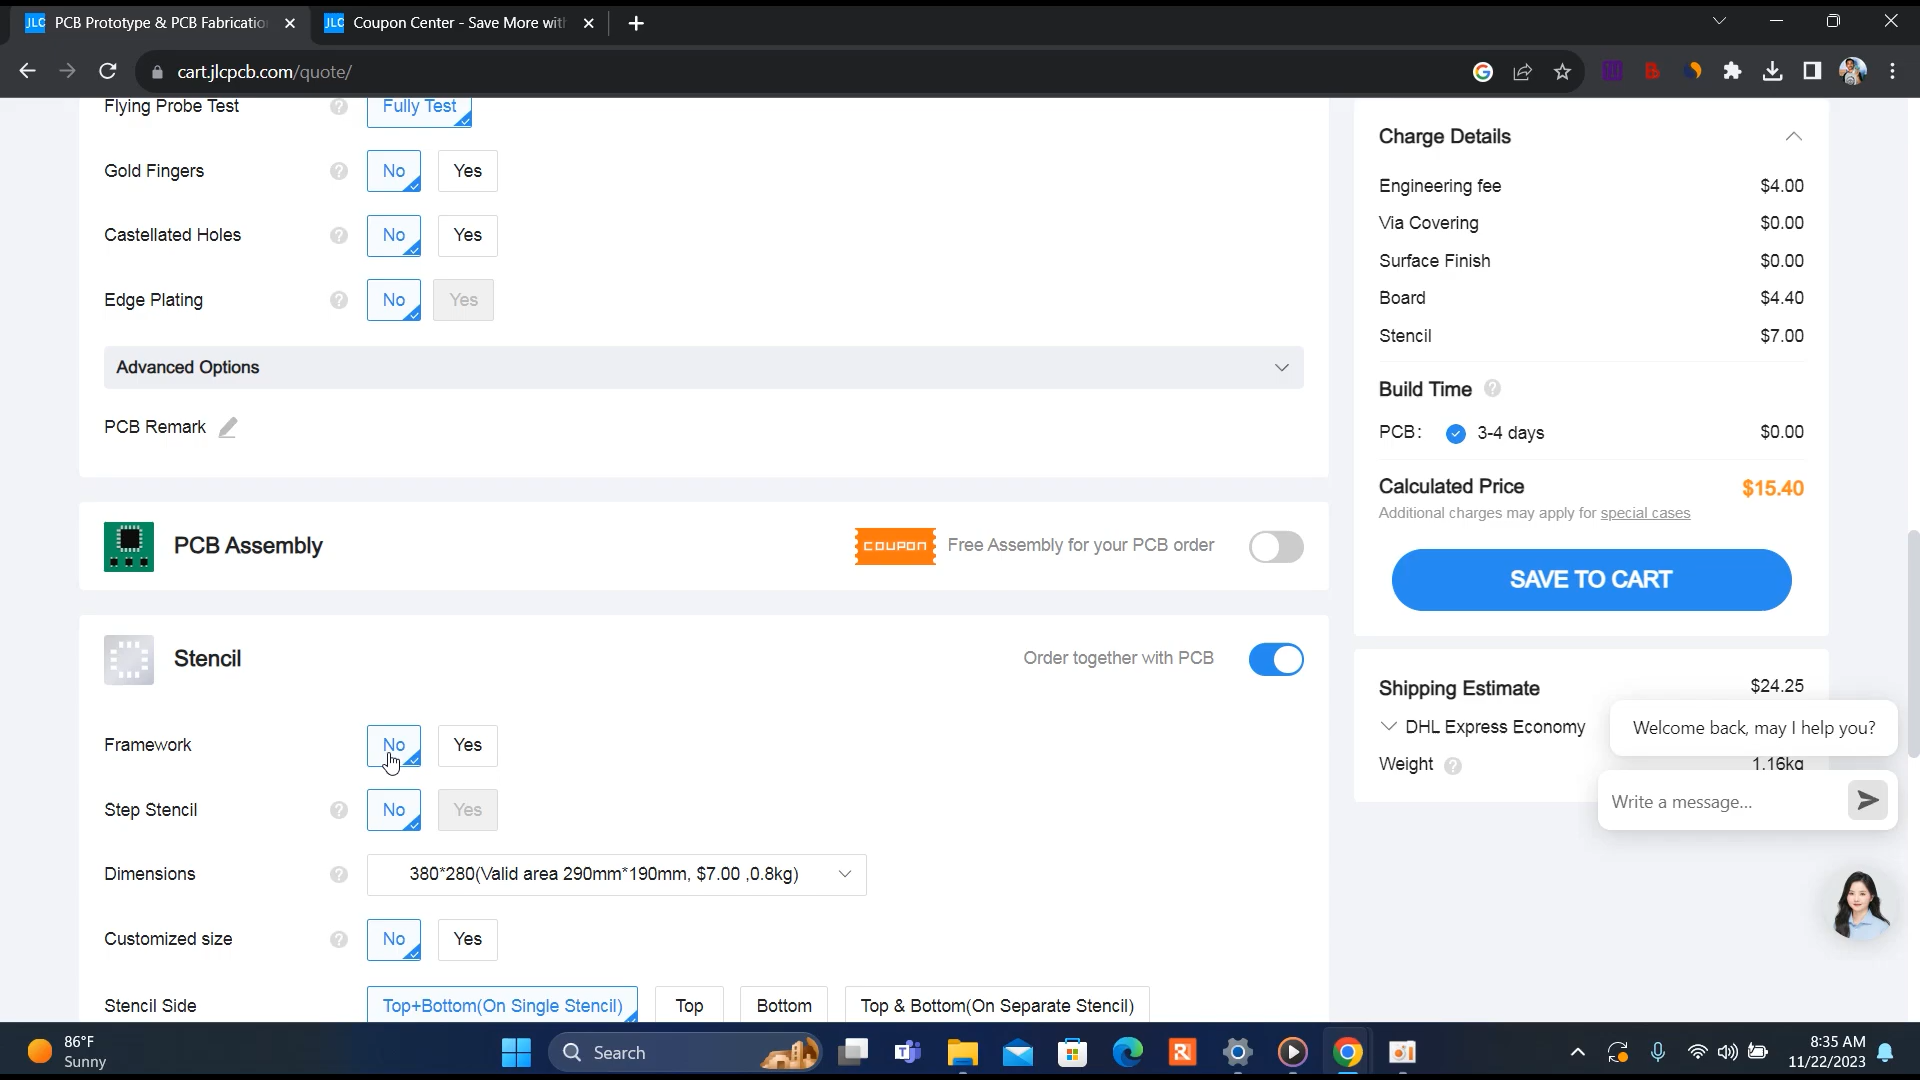 JLC PCB Prototype & PCB Fabricatio
JLC Coupon Center - Save More wit
cart.jlcpcb.com/quote/
Flying Probe Test
Fully Test
Gold Fingers
No Yes
Castellated Holes
No Yes
Edge Plating
No Yes
Advanced Options
PCB Remark
PCB Assembly
COUPON Free Assembly for your PCB order
Stencil
Order together with PCB
Framework
No Yes
Step Stencil
No Yes
Dimensions
380*280(Valid area 290mm*190mm, $7.00 ,0.8kg)
Customized size
No Yes
Stencil Side
Top+Bottom(On Single Stencil) Top Bottom Top & Bottom(On Separate Stencil)
Charge Details
Engineering fee $4.00
Via Covering $0.00
Surface Finish $0.00
Board $4.40
Stencil $7.00
Build Time
PCB: 3-4 days $0.00
Calculated Price $15.40
Additional charges may apply for special cases
SAVE TO CART
Shipping Estimate $24.25
DHL Express Economy
Weight 1.16kg
Welcome back, may I help you?
Write a message...
86°F
Sunny
Search
8:35 AM
11/22/2023